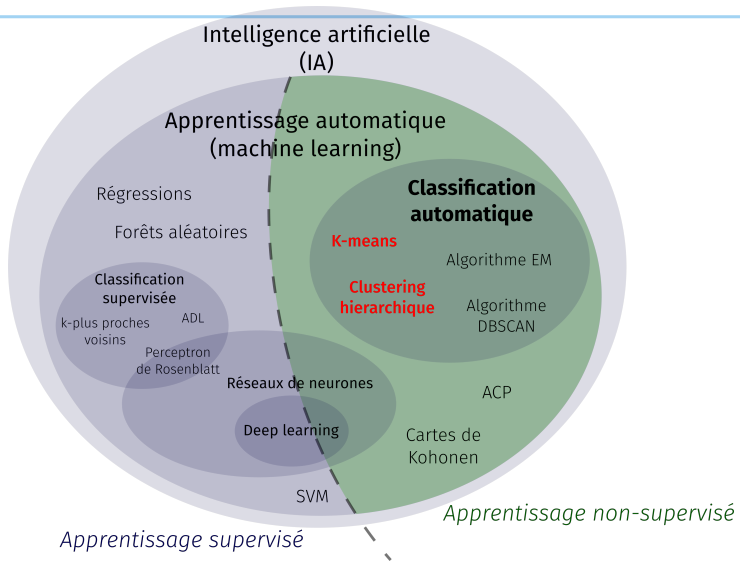 Intelligence artificielle
(IA)
Apprentissage automatique
(machine learning)
Régressions
Forêts aléatoires
Classification
supervisée
k-plus proches
voisins
ADL
Perceptron
de Rosenblatt
Réseaux de neurones
Deep learning
SVM
Classification
automatique
K-means
Algorithme EM
Clustering
hierarchique
Algorithme
DBSCAN
ACP
Cartes de
Kohonen
Apprentissage non-supervisé
Apprentissage supervisé